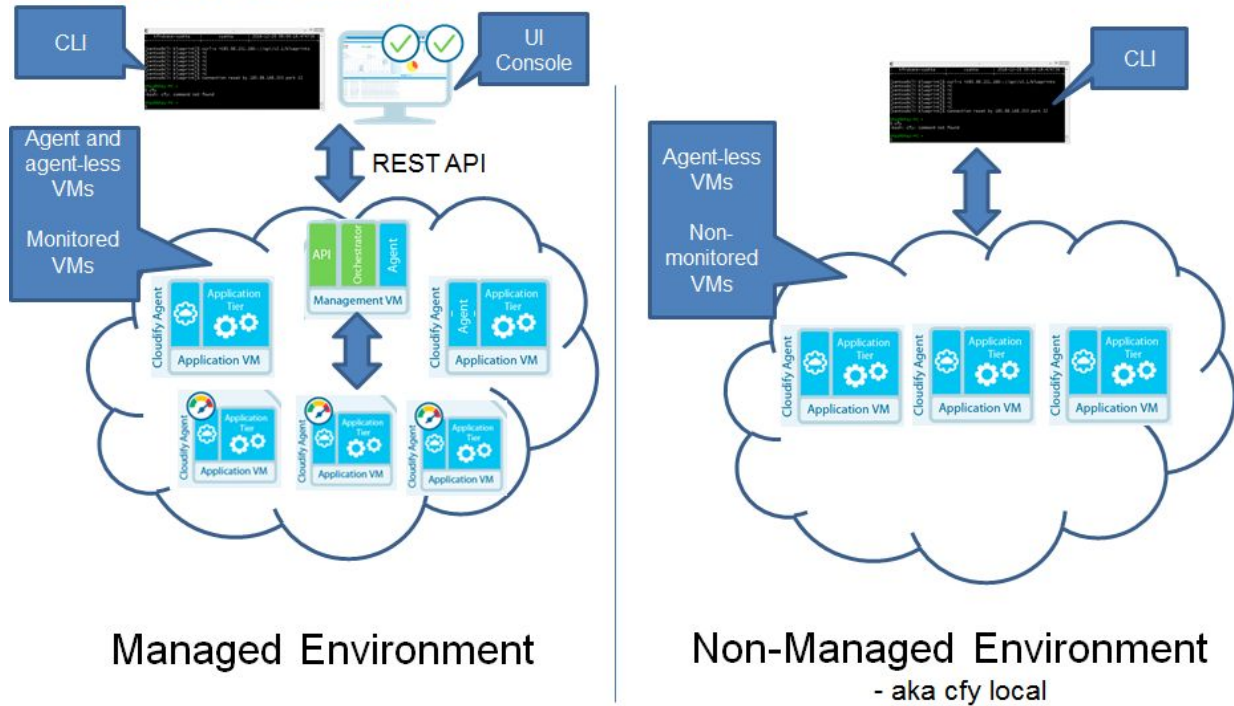 CLI
UI
Console
Agent and
agent-less
VMs
Monitored
VMs
REST API
API
Orchestrator
Agent
Management VM
Cloudify Agent
Application
Tier
Application VM
Cloudify Agent
Agent
Application
Tier
Application VM
Cloudify Agent
Application
Tier
Application VM
Cloudify Agent
Application
Tier
Application VM
Cloudify Agent
Application
Tier
Application VM
Managed Environment
CLI
Agent-less
VMs
Non-
monitored
VMs
Cloudify Agent
Application
Tier
Application VM
Cloudify Agent
Application
Tier
Application VM
Cloudify Agent
Application
Tier
Application VM
Non-Managed Environment
- aka cfy local